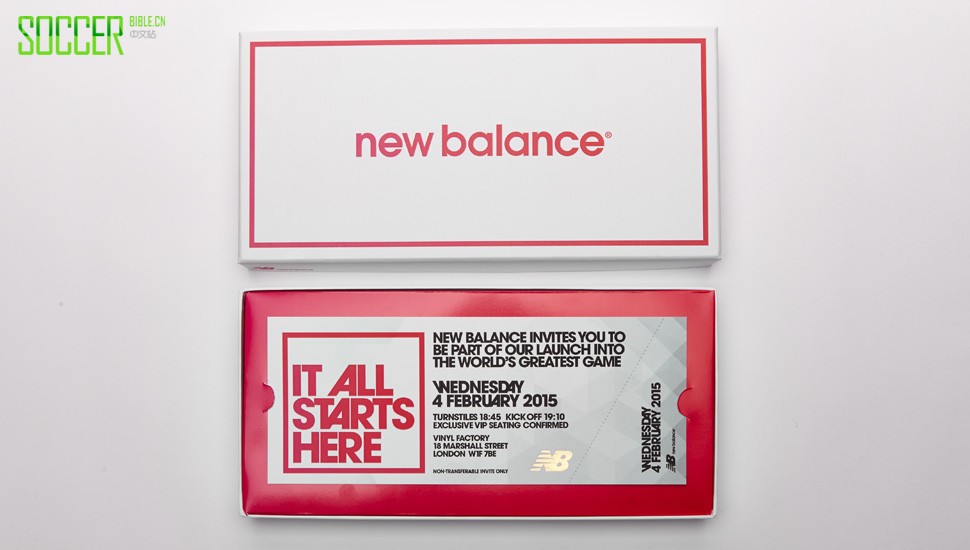 SOCCER BIBLE.CN
中文站
new balance®
IT ALL
STARTS
HERE
NEW BALANCE INVITES YOU TO
BE PART OF OUR LAUNCH INTO
THE WORLD'S GREATEST GAME
WEDNESDAY
4 FEBRUARY 2015
TURNSTILES 18:45 KICK OFF 19:10
EXCLUSIVE VIP SEATING CONFIRMED
VINYL FACTORY
18 MARSHALL STREET
LONDON W1F 7BE
NON-TRANSFERABLE INVITE ONLY
NB
WEDNESDAY
4 FEBRUARY 2015
NB new balance